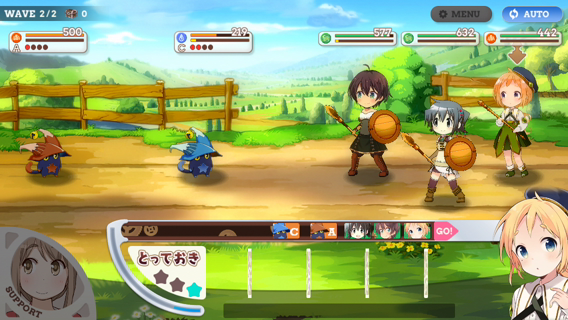 WAVE 2/2 0
MENU
AUTO
500
A
219
C
577
632
442
C A GO!
とっておき
SUPPORT